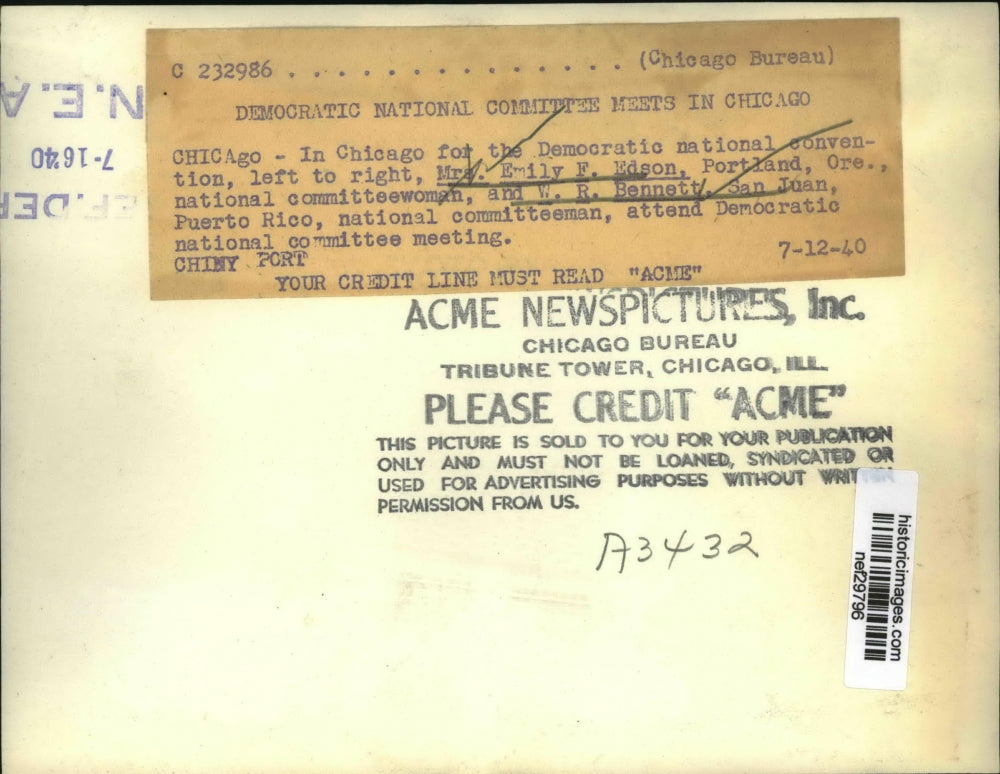 C 232986 . . . . . . . . . . . . . . . . (Chicago Bureau)
DEMOCRATIC NATIONAL COMMITTEE MEETS IN CHICAGO
CHICAgo - In Chicago for the Democratic national conven-
tion, left to right, Mrs. Emily F. Edson, Portland, Ore.,
national committeewoman, and W. R. Bennett, San Juan,
Puerto Rico, national committeeman, attend Democratic
national committee meeting.
7-12-40
CHINY PORT
YOUR CREDIT LINE MUST READ "ACME"
ACME NEWSPICTURES, Inc.
CHICAGO BUREAU
TRIBUNE TOWER, CHICAGO, ILL.
PLEASE CREDIT "ACME"
THIS PICTURE IS SOLD TO YOU FOR YOUR PUBLICATION
ONLY AND MUST NOT BE LOANED, SYNDICATED OR
USED FOR ADVERTISING PURPOSES WITHOUT
PERMISSION FROM US.
A3432
N.E.A
7-16'40
historicimages.com
nef29796